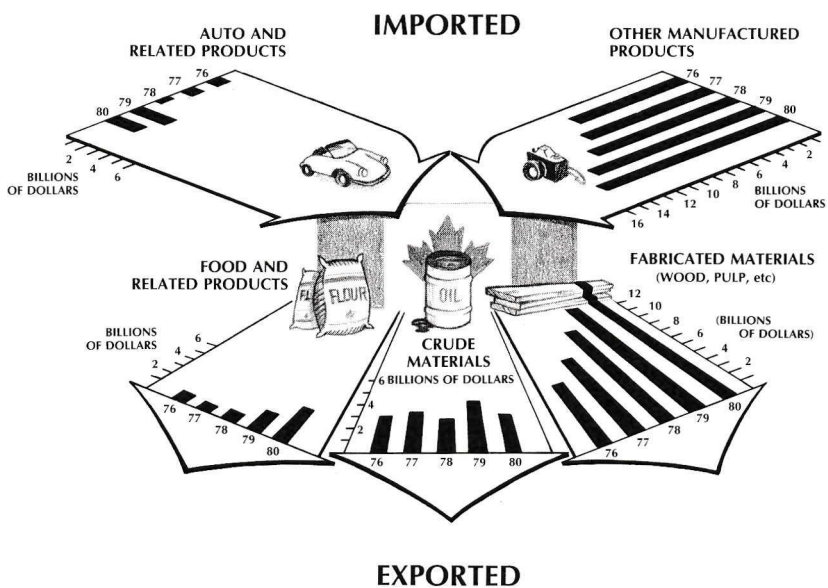 IMPORTED
AUTO AND
RELATED PRODUCTS
76
77
78
79
80
2
4
6
BILLIONS
OF DOLLARS
OTHER MANUFACTURED
PRODUCTS
76
77
78
79
80
2
4
6
8
10
12
14
16
BILLIONS
OF DOLLARS
FOOD AND
RELATED PRODUCTS
FLOUR
BILLIONS
OF DOLLARS
6
4
2
76
77
78
79
80
OIL
CRUDE
MATERIALS
6 BILLIONS OF DOLLARS
4
2
76 77 78 79 80
FABRICATED MATERIALS
(WOOD, PULP, etc)
12
10
8
6
4
2
(BILLIONS
OF DOLLARS)
80
79
78
77
76
EXPORTED